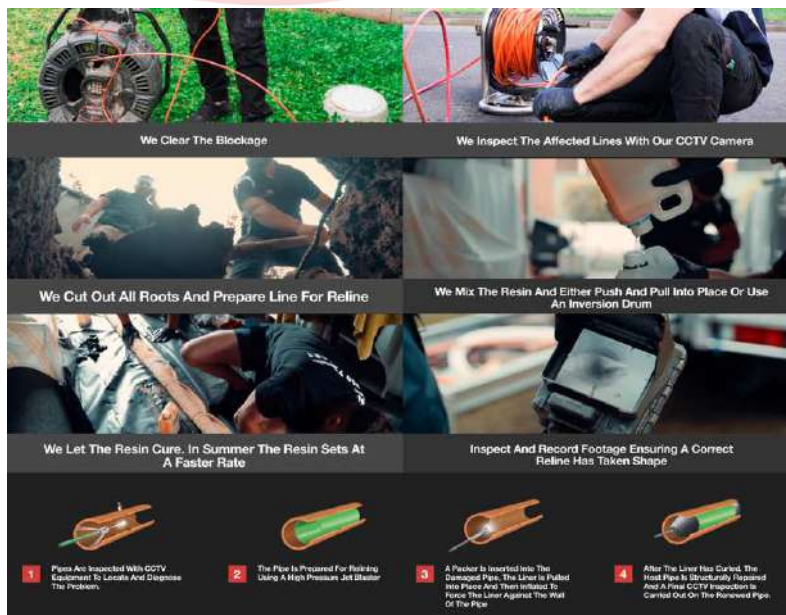 We Clear The Blockage
We Inspect The Affected Lines With Our CCTV Camera
We Cut Out All Roots And Prepare Line For Reline
We Mix The Resin And Either Push And Pull Into Place Or Use
An Inversion Drum
We Let The Resin Cure. In Summer The Resin Sets At
A Faster Rate
Inspect And Record Footage Ensuring A Correct
Reline Has Taken Shape
1
Pipes Are Inspected With CCTV
Equipment To Locate And Diagnose
The Problem.
2
The Pipe Is Prepared For Relining
Using A High Pressure Jet Blaster
3
A Packer Is Inserted Into The
Damaged Pipe, The Liner Is Pulled
Into Place And Then Inflated To
Force The Liner Against The Wall
Of The Pipe
4
After The Liner Has Curled, The
Host Pipe Is Structurally Repaired
And A Final CCTV Inspection Is
Carried Out On The Renewed Pipe.